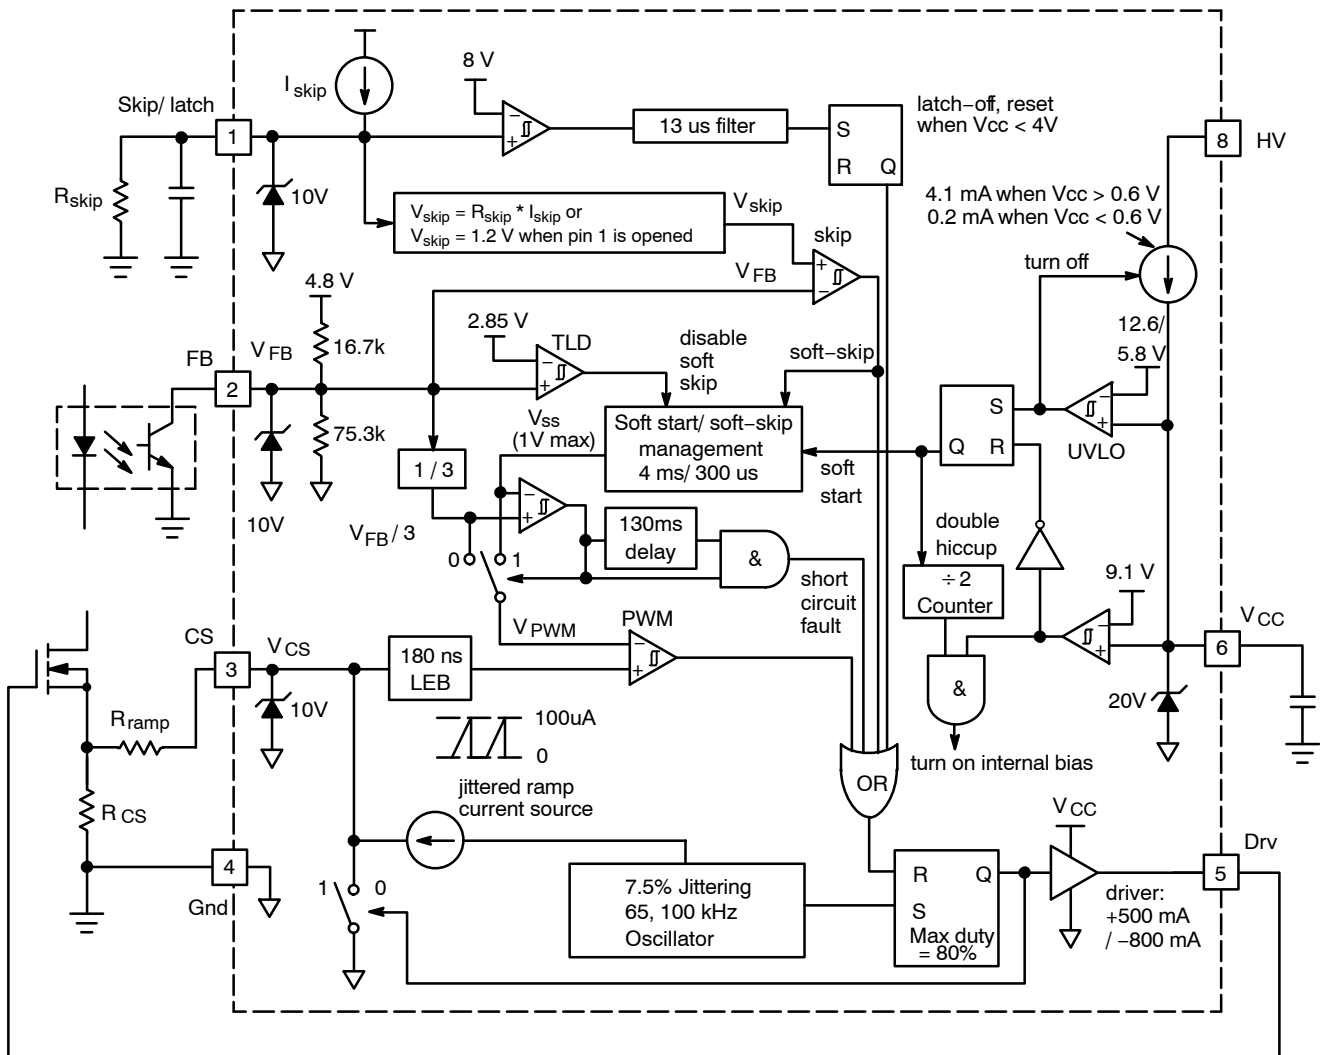 Skip/ latch
1
I skip
8 V
−
+
13 us filter
S
R Q
latch−off, reset
when Vcc < 4V
8
HV
R skip
10V
V skip = R skip * I skip or
V skip = 1.2 V when pin 1 is opened
V skip
skip
+
−
V FB
4.1 mA when Vcc > 0.6 V
0.2 mA when Vcc < 0.6 V
turn off
12.6/
5.8 V
−
+
UVLO
FB
2
V FB
4.8 V
16.7k
75.3k
10V
2.85 V
−
+
TLD
disable
soft
skip
soft−skip
Vss
(1V max)
Soft start/ soft−skip
management
4 ms/ 300 us
soft
start
S
Q R
1 / 3
V FB / 3
−
+
0 1
130ms
delay
&
short
circuit
fault
double
hiccup
÷ 2
Counter
9.1 V
−
+
&
turn on internal bias
6
V CC
20V
CS
3
V CS
10V
R ramp
R CS
180 ns
LEB
V PWM
PWM
−
+
100uA
0
jittered ramp
current source
OR
4
Gnd
1 0
7.5% Jittering
65, 100 kHz
Oscillator
R Q
S
Max duty
= 80%
V CC
driver:
+500 mA
/ −800 mA
Drv
5